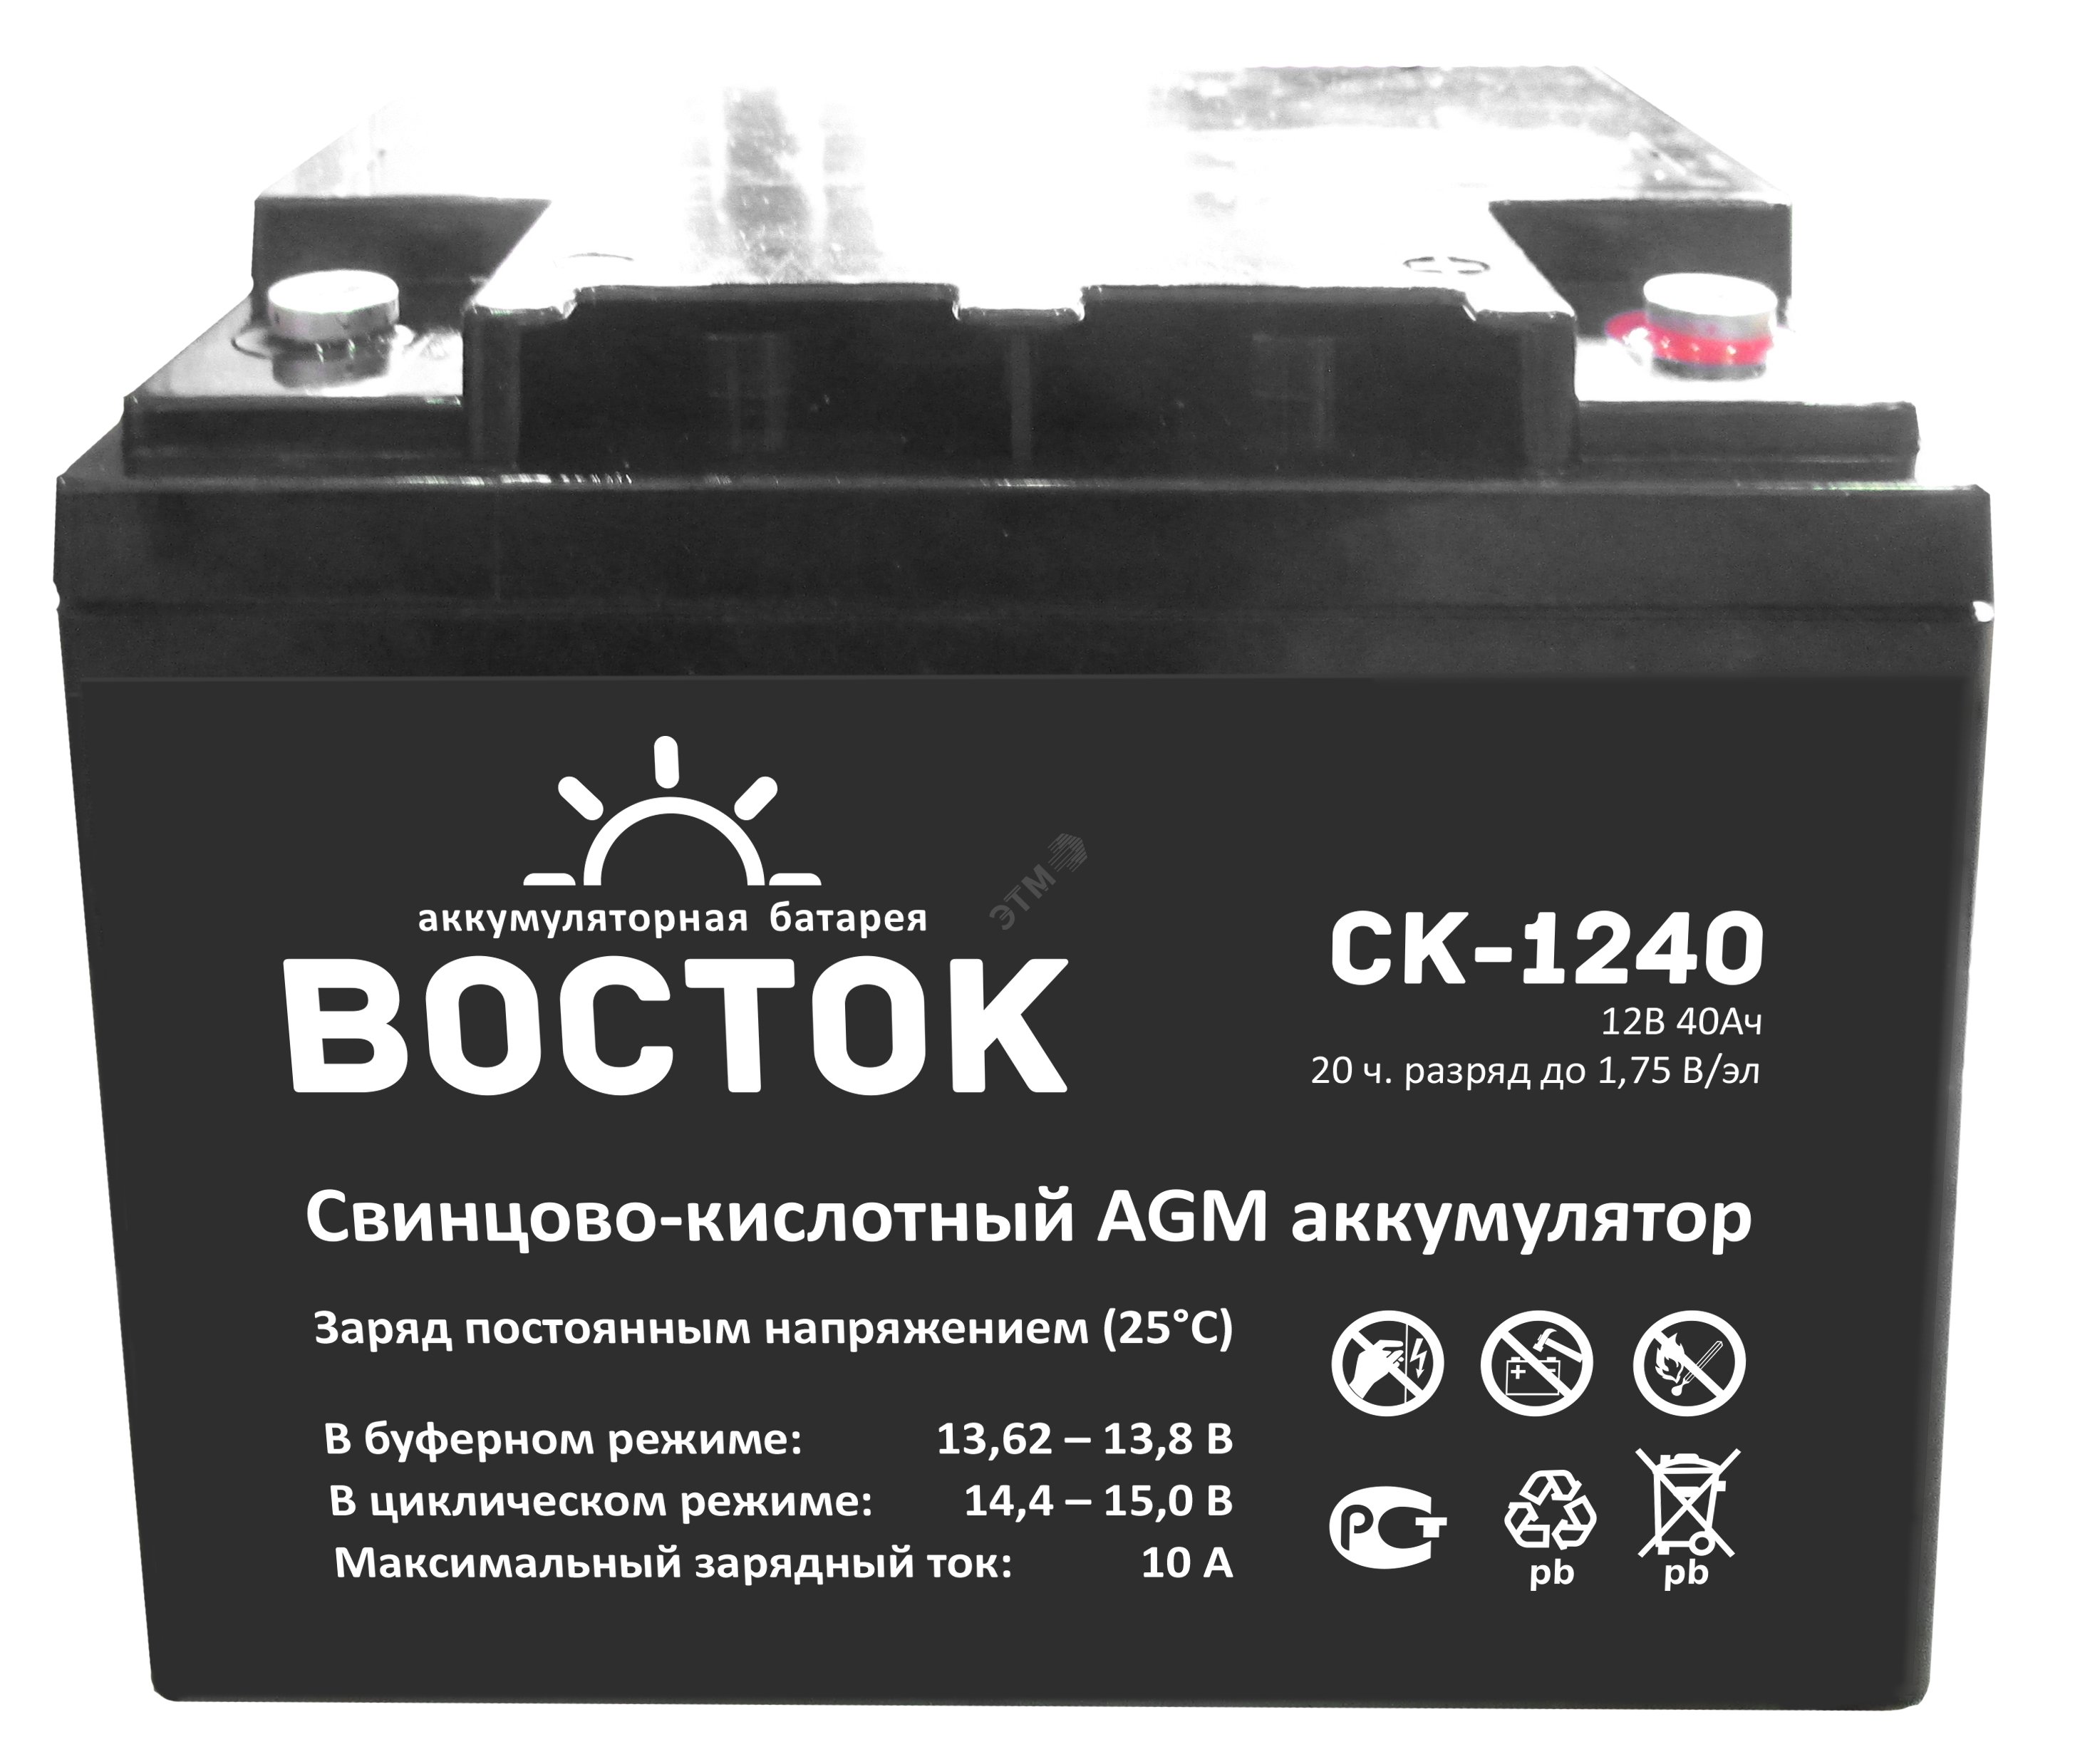 аккумуляторная батарея
ВОСТОК
СК-1240
12В 40Ач
20 ч. разряд до 1,75 В/эл
ЭТМ
Свинцово-кислотный AGM аккумулятор
Заряд постоянным напряжением (25°С)
В буферном режиме: 13,62 – 13,8 В
В циклическом режиме: 14,4 – 15,0 В
Максимальный зарядный ток: 10 А
РСТ
pb
pb